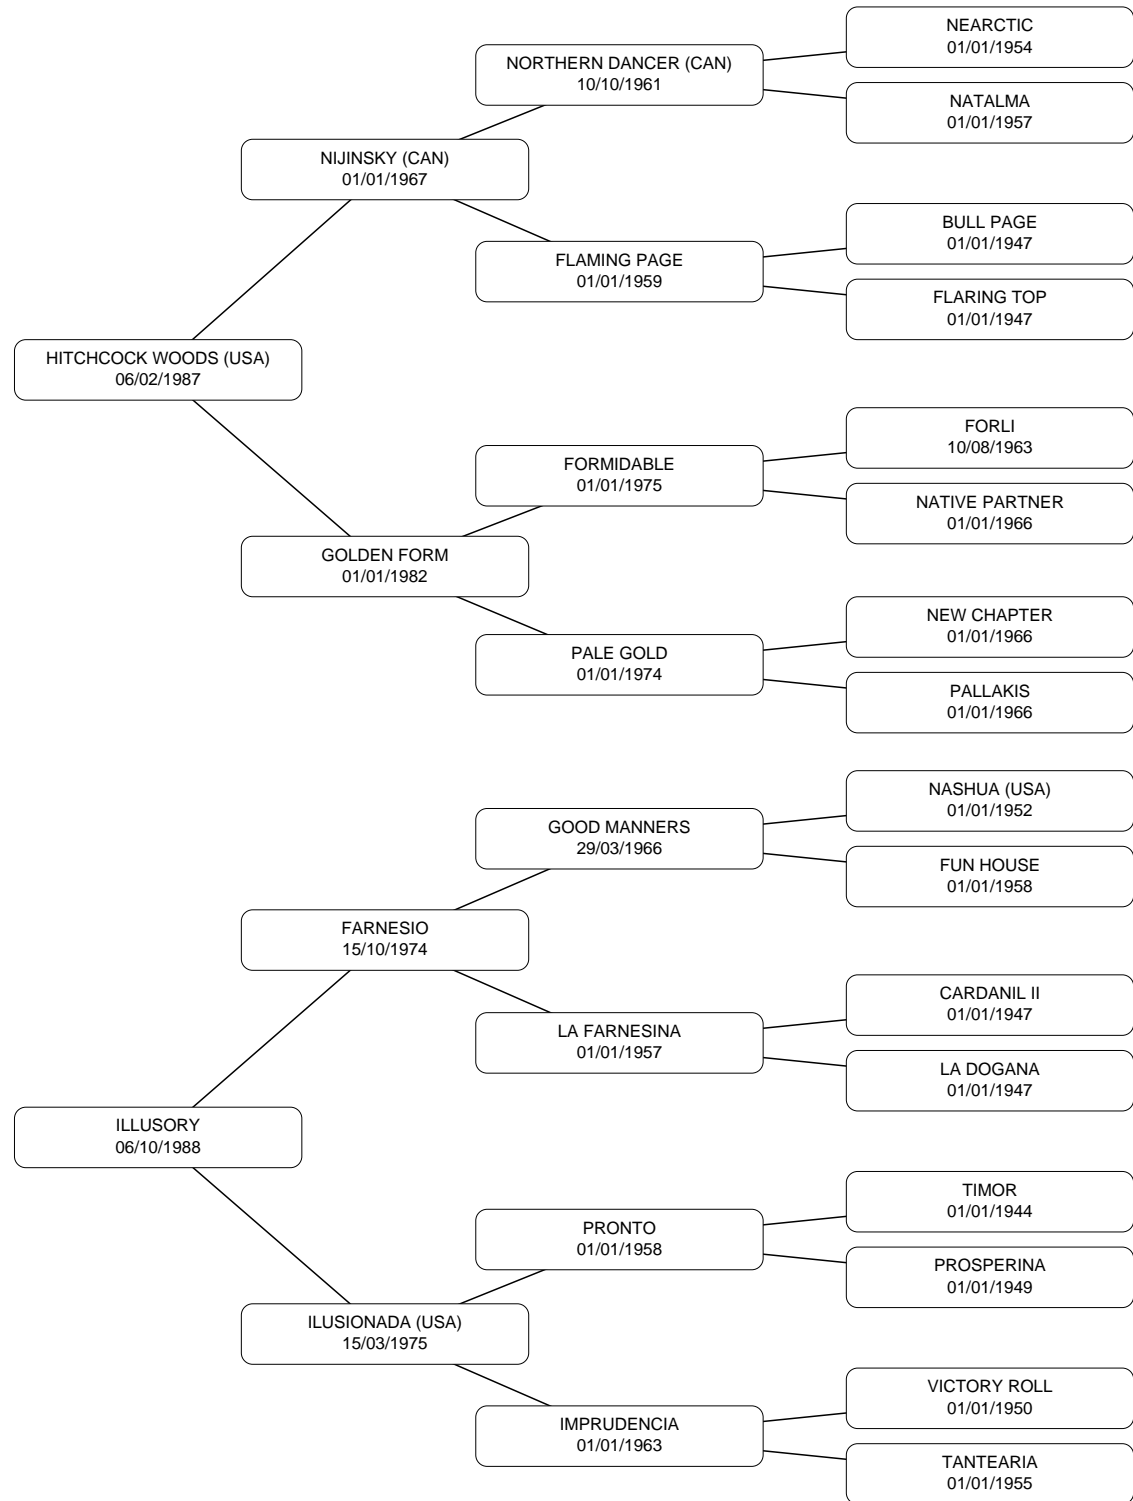 NEARCTIC
01/01/1954
NORTHERN DANCER (CAN)
10/10/1961
NATALMA
01/01/1957
NIJINSKY (CAN)
01/01/1967
BULL PAGE
01/01/1947
FLAMING PAGE
01/01/1959
FLARING TOP
01/01/1947
HITCHCOCK WOODS (USA)
06/02/1987
FORLI
10/08/1963
FORMIDABLE
01/01/1975
NATIVE PARTNER
01/01/1966
GOLDEN FORM
01/01/1982
NEW CHAPTER
01/01/1966
PALE GOLD
01/01/1974
PALLAKIS
01/01/1966
NASHUA (USA)
01/01/1952
GOOD MANNERS
29/03/1966
FUN HOUSE
01/01/1958
FARNESIO
15/10/1974
CARDANIL II
01/01/1947
LA FARNESINA
01/01/1957
LA DOGANA
01/01/1947
ILLUSORY
06/10/1988
TIMOR
01/01/1944
PRONTO
01/01/1958
PROSPERINA
01/01/1949
ILUSIONADA (USA)
15/03/1975
VICTORY ROLL
01/01/1950
IMPRUDENCIA
01/01/1963
TANTEARIA
01/01/1955